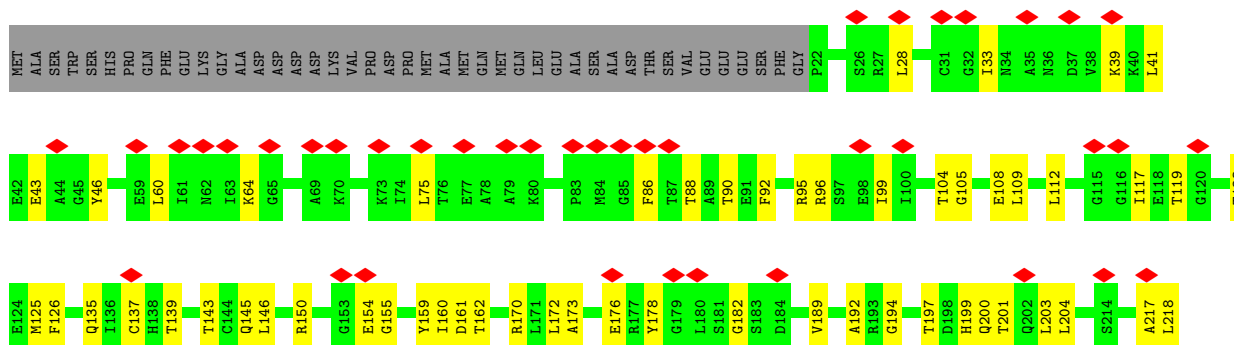 MET ALA SER TRP SER HIS PRO GLN PHE GLU LYS GLY ALA ASP ASP ASP ASP LYS VAL PRO ASP PRO MET ALA MET GLN MET GLN LEU GLU ALA SER ALA ASP THR SER VAL GLU GLU GLU SER PHE GLY P22 S26 R27 L28 C31 G32 I33 N34 A35 N36 D37 V38 K39 K40 L41
E42 E43 A44 G45 Y46 E59 L60 I61 N62 I63 K64 G65 A69 K70 K73 I74 L75 T76 E77 A78 A79 K80 P83 M84 G85 F86 T87 T88 A89 T90 E91 F92 R95 R96 S97 E98 I99 I100 T104 G105 E108 L109 L112 G115 G116 I117 E118 T119 G120
E124 M125 F126 Q135 I136 C137 H138 T139 T143 C144 Q145 L146 R150 G153 E154 G155 Y159 I160 D161 T162 R170 L171 L172 A173 E176 R177 Y178 G179 L180 S181 G182 S183 D184 V189 A192 R193 G194 T197 D198 H199 Q200 T201 Q202 L203 L204 S214 A217 L218